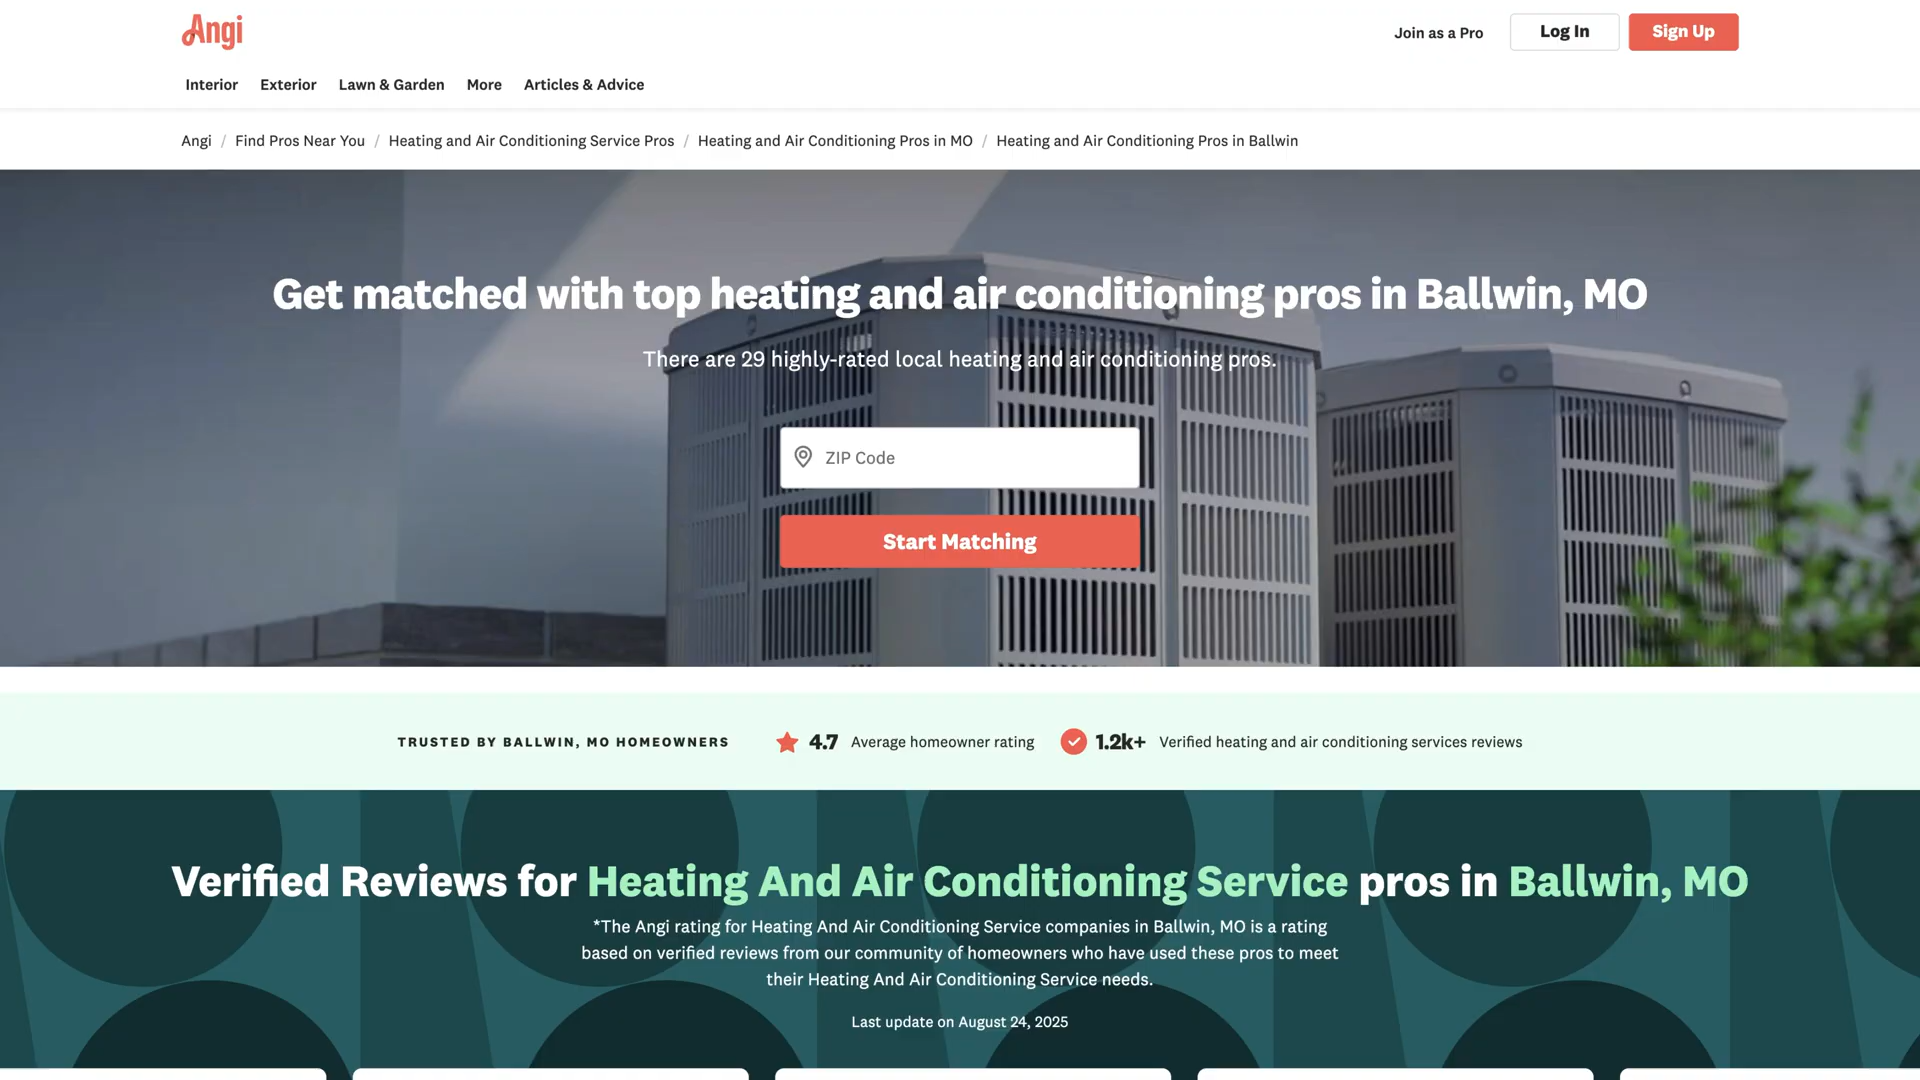 Angi
Join as a Pro
Log In
Sign Up
Interior
Exterior
Lawn & Garden
More
Articles & Advice
Angi / Find Pros Near You / Heating and Air Conditioning Service Pros / Heating and Air Conditioning Pros in MO / Heating and Air Conditioning Pros in Ballwin
Get matched with top heating and air conditioning pros in Ballwin, MO
There are 29 highly-rated local heating and air conditioning pros.
ZIP Code
Start Matching
TRUSTED BY BALLWIN, MO HOMEOWNERS
4.7 Average homeowner rating
1.2k+ Verified heating and air conditioning services reviews
Verified Reviews for Heating And Air Conditioning Service pros in Ballwin, MO
*The Angi rating for Heating And Air Conditioning Service companies in Ballwin, MO is a rating
based on verified reviews from our community of homeowners who have used these pros to meet
their Heating And Air Conditioning Service needs.
Last update on August 24, 2025